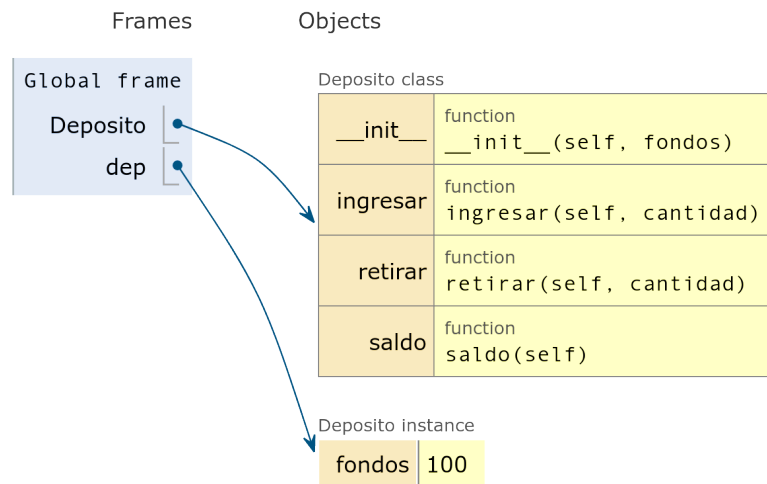 Frames Objects
Global frame
Deposito
dep
Deposito class
__init__ function
__init__(self, fondos)
ingresar function
ingresar(self, cantidad)
retirar function
retirar(self, cantidad)
saldo function
saldo(self)
Deposito instance
fondos 100